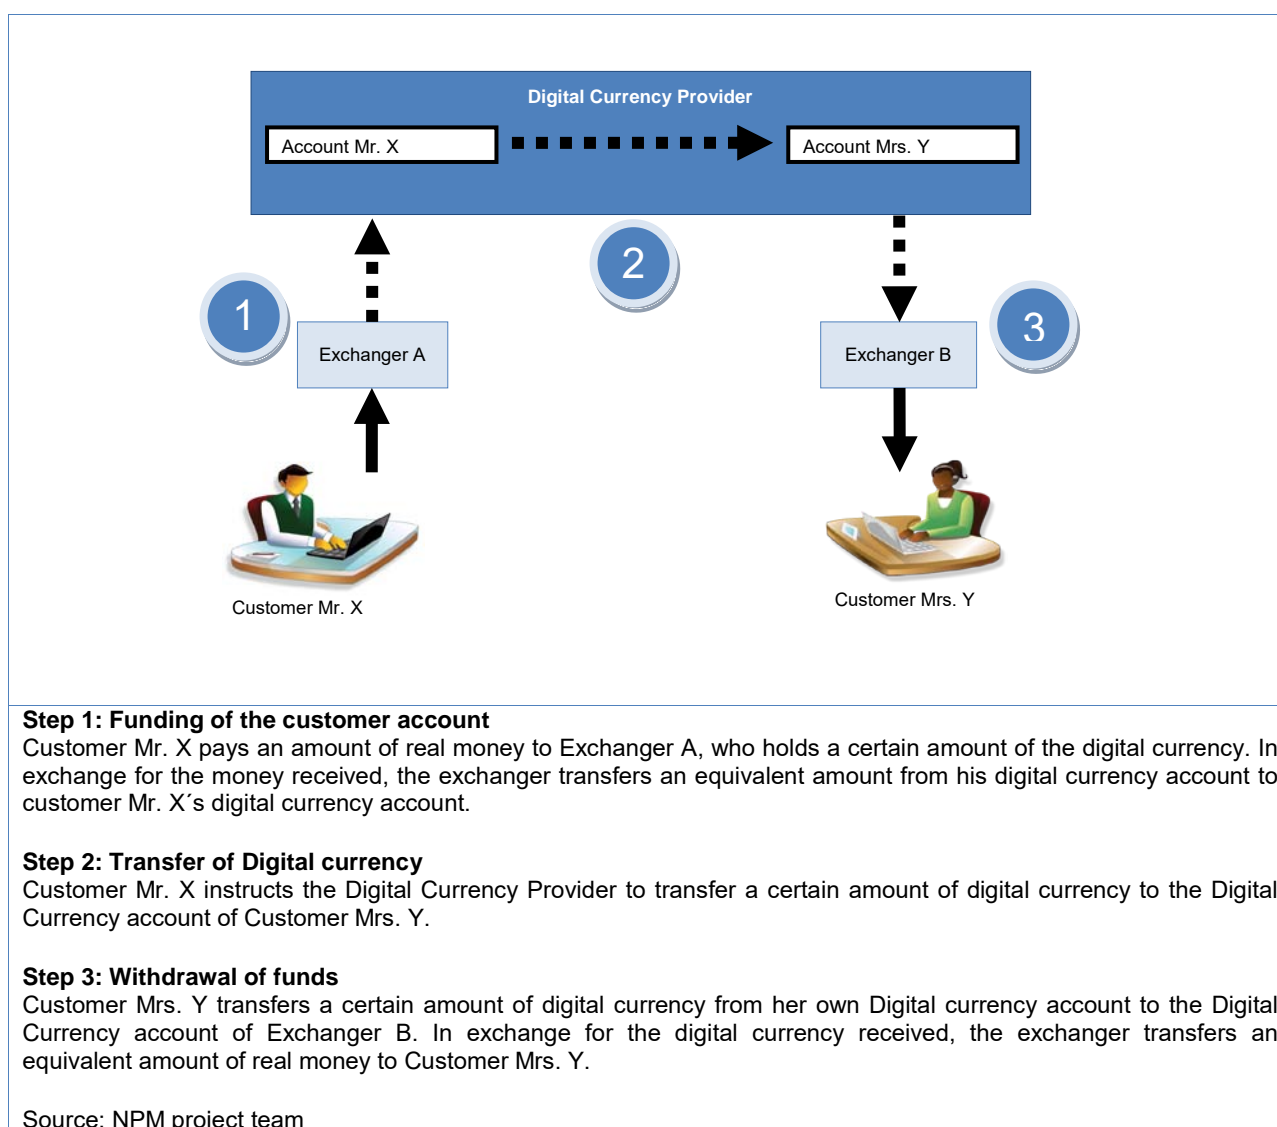 Digital Currency Provider
Account Mr. X
Account Mrs. Y
2
1
3
Exchanger A
Exchanger B
Customer Mr. X
Customer Mrs. Y
Step 1: Funding of the customer account
Customer Mr. X pays an amount of real money to Exchanger A, who holds a certain amount of the digital currency. In
exchange for the money received, the exchanger transfers an equivalent amount from his digital currency account to
customer Mr. X´s digital currency account.
Step 2: Transfer of Digital currency
Customer Mr. X instructs the Digital Currency Provider to transfer a certain amount of digital currency to the Digital
Currency account of Customer Mrs. Y.
Step 3: Withdrawal of funds
Customer Mrs. Y transfers a certain amount of digital currency from her own Digital currency account to the Digital
Currency account of Exchanger B. In exchange for the digital currency received, the exchanger transfers an
equivalent amount of real money to Customer Mrs. Y.
Source: NPM project team